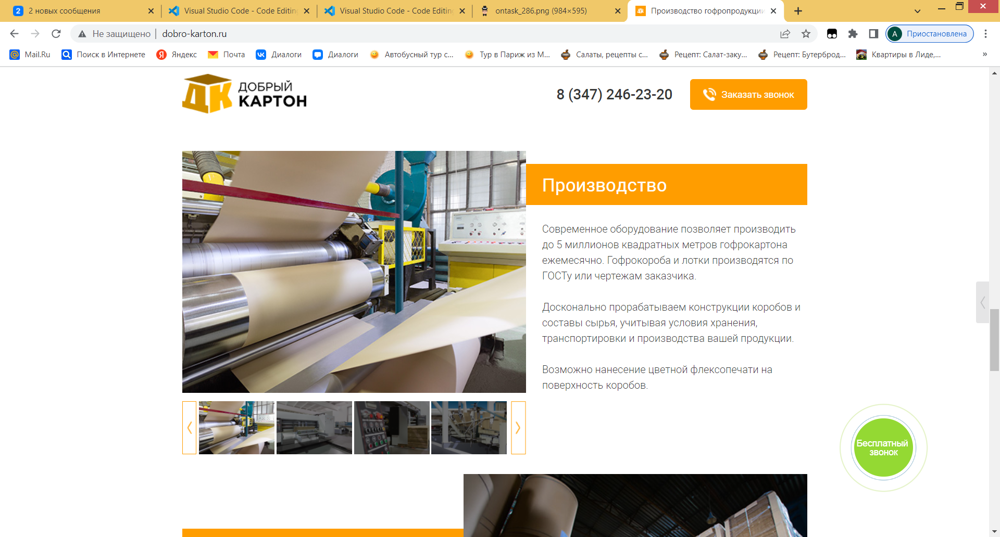 2
2 новых сообщения
Visual Studio Code - Code Editin
Visual Studio Code - Code Editin
ontask_286.png (984×595)
Производство гофропродукции
Не защищено
dobro-karton.ru
A
Приостановлена
Mail.Ru
Поиск в Интернете
Яндекс
Почта
Диалоги
Диалоги
Автобусный тур с...
Тур в Париж из М...
Салаты, рецепты с...
Рецепт: Салат-заку...
Рецепт: Бутерброд...
Квартиры в Лиде,...
»
ДК
ДОБРЫЙ
КАРТОН
8 (347) 246-23-20
Заказать звонок
Производство
Современное оборудование позволяет производить
до 5 миллионов квадратных метров гофрокартона
ежемесячно. Гофрокороба и лотки производятся по
ГОСТу или чертежам заказчика.
Досконально прорабатываем конструкции коробов и
составы сырья, учитывая условия хранения,
транспортировки и производства вашей продукции.
Возможно нанесение цветной флексопечати на
поверхность коробов.
Бесплатный
звонок